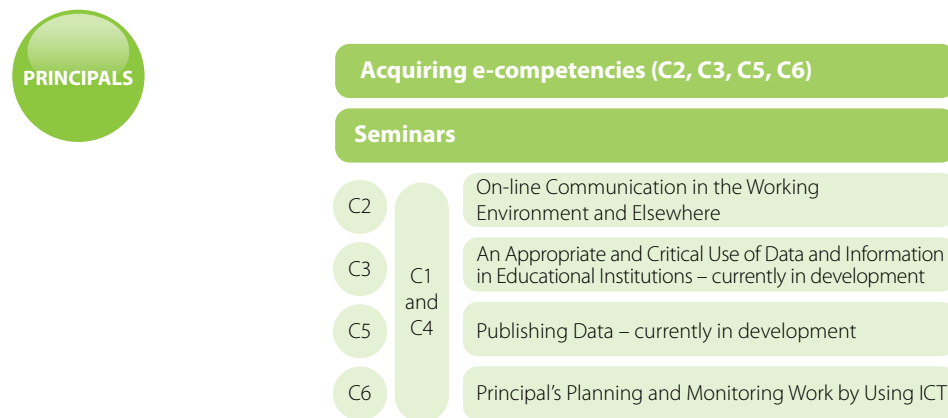 PRINCIPALS
Acquiring e-competencies (C2, C3, C5, C6)
Seminars
C2
On-line Communication in the Working
Environment and Elsewhere
C3
An Appropriate and Critical Use of Data and Information
in Educational Institutions – currently in development
C1
and
C4
C5
Publishing Data – currently in development
C6
Principal's Planning and Monitoring Work by Using ICT